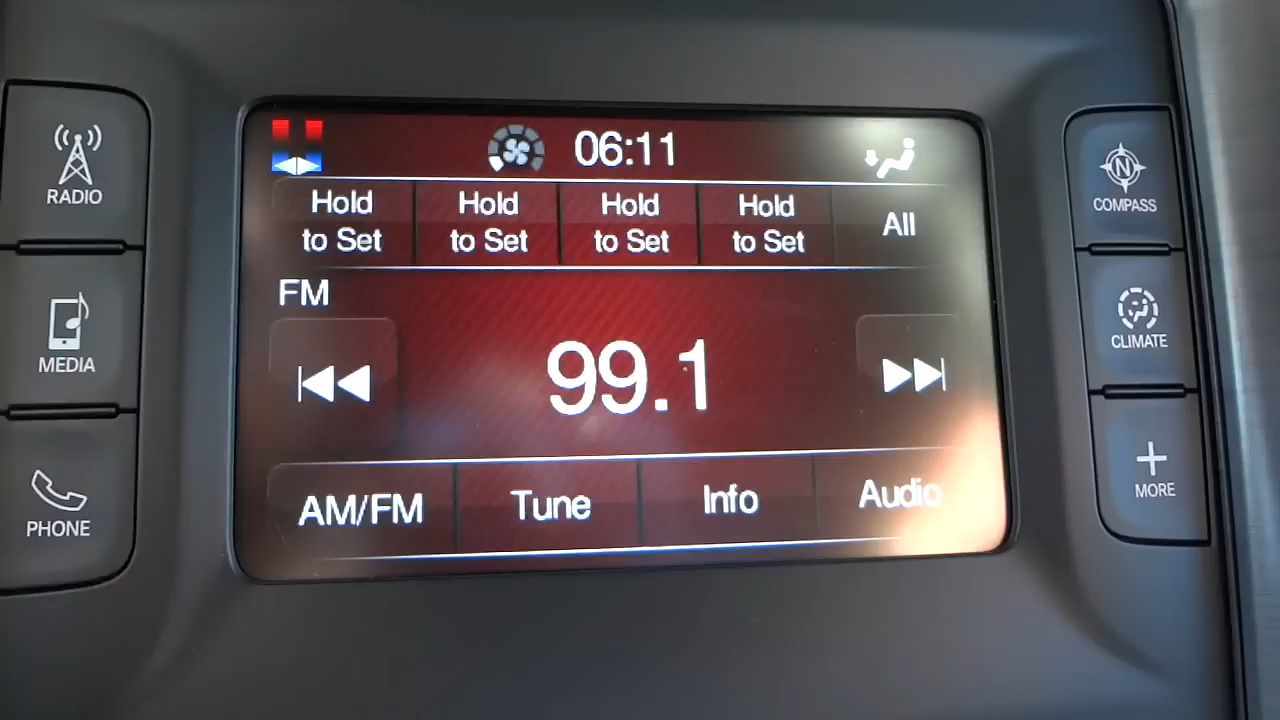 06:11
Hold to Set
Hold to Set
Hold to Set
Hold to Set
All
FM
99.1
AM/FM
Tune
Info
Audio
RADIO
MEDIA
PHONE
N
COMPASS
CLIMATE
MORE